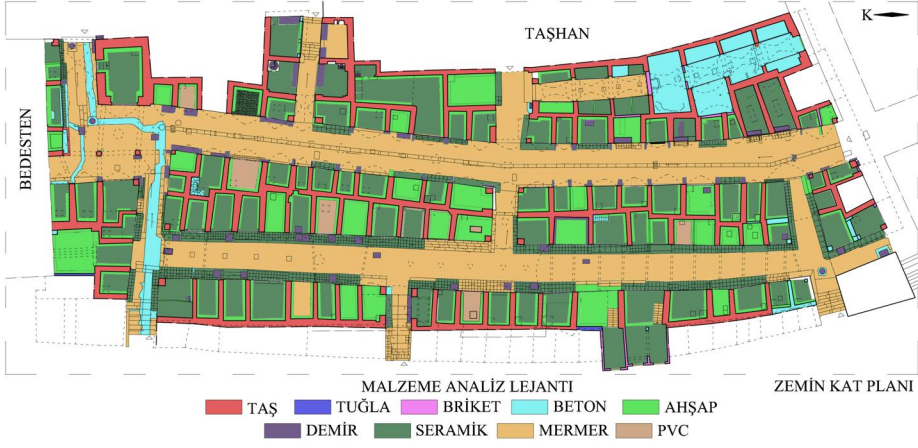 K
TAŞHAN
BEDESTEN
MALZEME ANALİZ LEJANTI
ZEMİN KAT PLANI
TAŞ
TUĞLA
BRİKET
BETON
AHŞAP
DEMİR
SERAMİK
MERMER
PVC